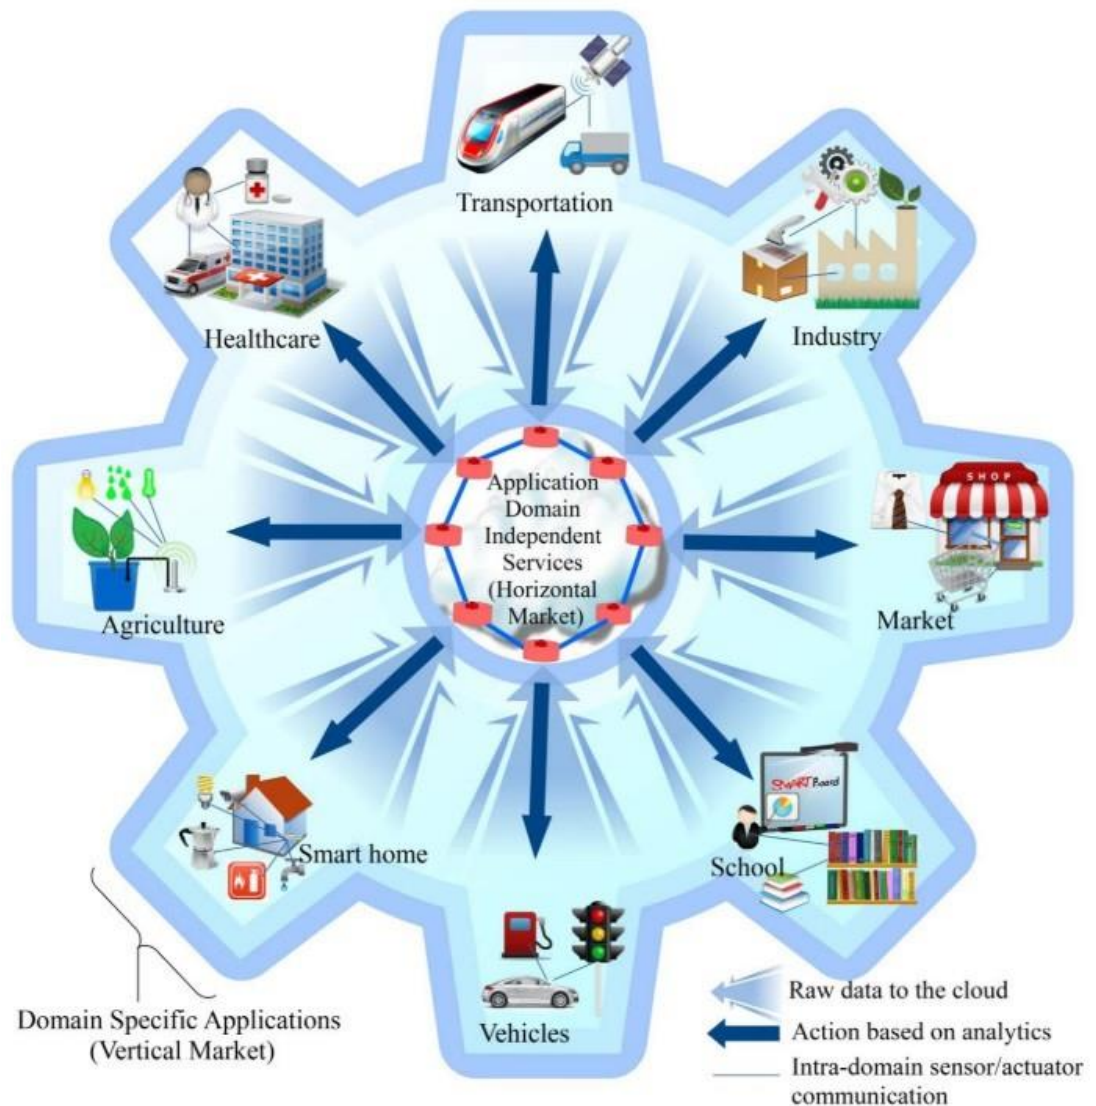 Transportation
Healthcare
Industry
SHOP
Application
Domain
Independent
Services
(Horizontal
Market)
Agriculture
Market
SMART Board
Smart home
School
Vehicles
Domain Specific Applications
(Vertical Market)
Raw data to the cloud
Action based on analytics
Intra-domain sensor/actuator
communication